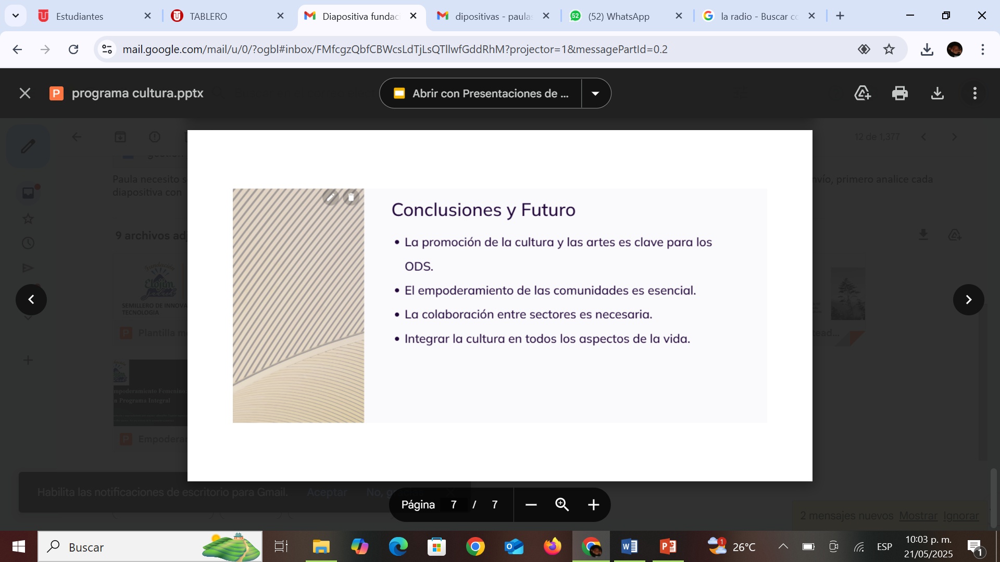 Estudiantes
TABLERO
Diapositiva fundac
dipositivas - paula
(52) WhatsApp
la radio - Buscar c
mail.google.com/mail/u/0/?ogbl#inbox/FMfcgzQbfCBWcsLdTjLsQTllwfGddRhM?projector=1&messagePartId=0.2
P programa cultura.pptx
Abrir con Presentaciones de ...
12 de 1,377
Paula necesito
nvío, primero analice cada
diapositiva con
9 archivos ad
Fundación
Elojim
SEMILLERO DE INNOVA
TECNOLOGIA
P Plantilla m
tead...
mpoderamiento Femenino:
n Programa Integral
P Empodera
Conclusiones y Futuro
• La promoción de la cultura y las artes es clave para los
ODS.
• El empoderamiento de las comunidades es esencial.
• La colaboración entre sectores es necesaria.
• Integrar la cultura en todos los aspectos de la vida.
Habilita las notificaciones de escritorio para Gmail. Aceptar No, g
Página 7 / 7
2 mensajes nuevos Mostrar Ignorar
Buscar
1
26°C
ESP
10:03 p. m.
21/05/2025
1